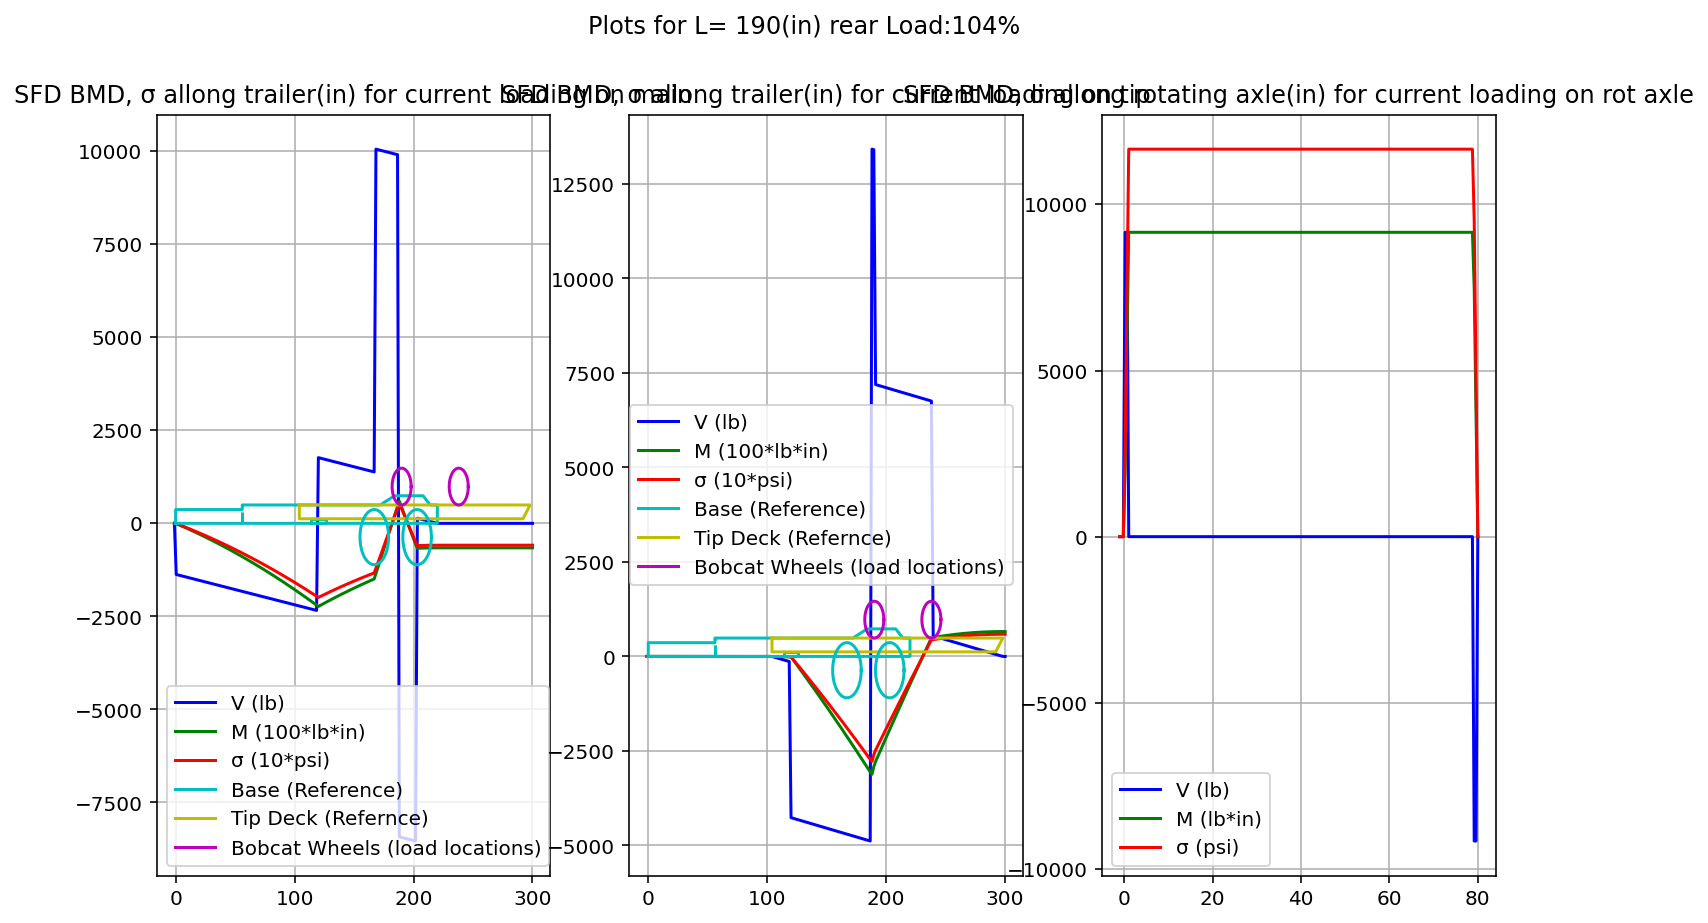 Plots for L= 190(in) rear Load:104%
SFD BMD, σ allong trailer(in) for current loading on main
SFD BMD, σ allong trailer(in) for current loading on tip
SFD BMD, σ allong rotating axle(in) for current loading on rot axle
10000
7500
5000
2500
0
−2500
−5000
−7500
0
100
200
300
V (lb)
M (100*lb*in)
σ (10*psi)
Base (Reference)
Tip Deck (Refernce)
Bobcat Wheels (load locations)
12500
10000
7500
5000
2500
0
−2500
−5000
0
100
200
300
V (lb)
M (100*lb*in)
σ (10*psi)
Base (Reference)
Tip Deck (Refernce)
Bobcat Wheels (load locations)
10000
5000
0
−5000
−10000
0
20
40
60
80
V (lb)
M (lb*in)
σ (psi)